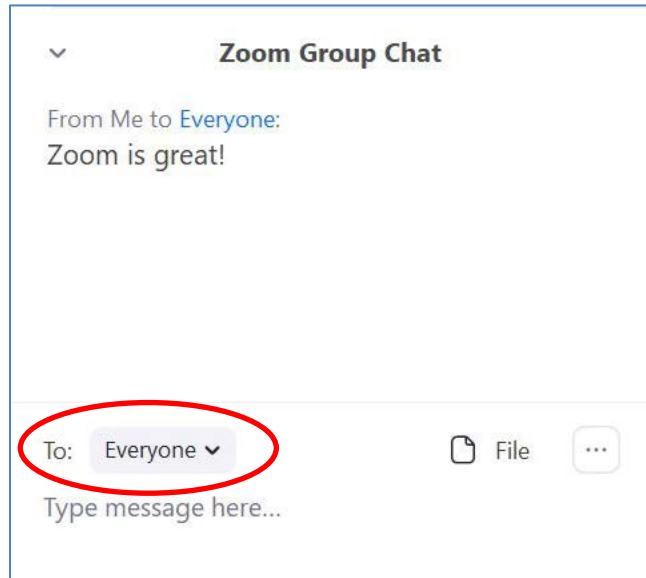 Zoom Group Chat
From Me to Everyone:
Zoom is great!
To: Everyone File ...
Type message here...